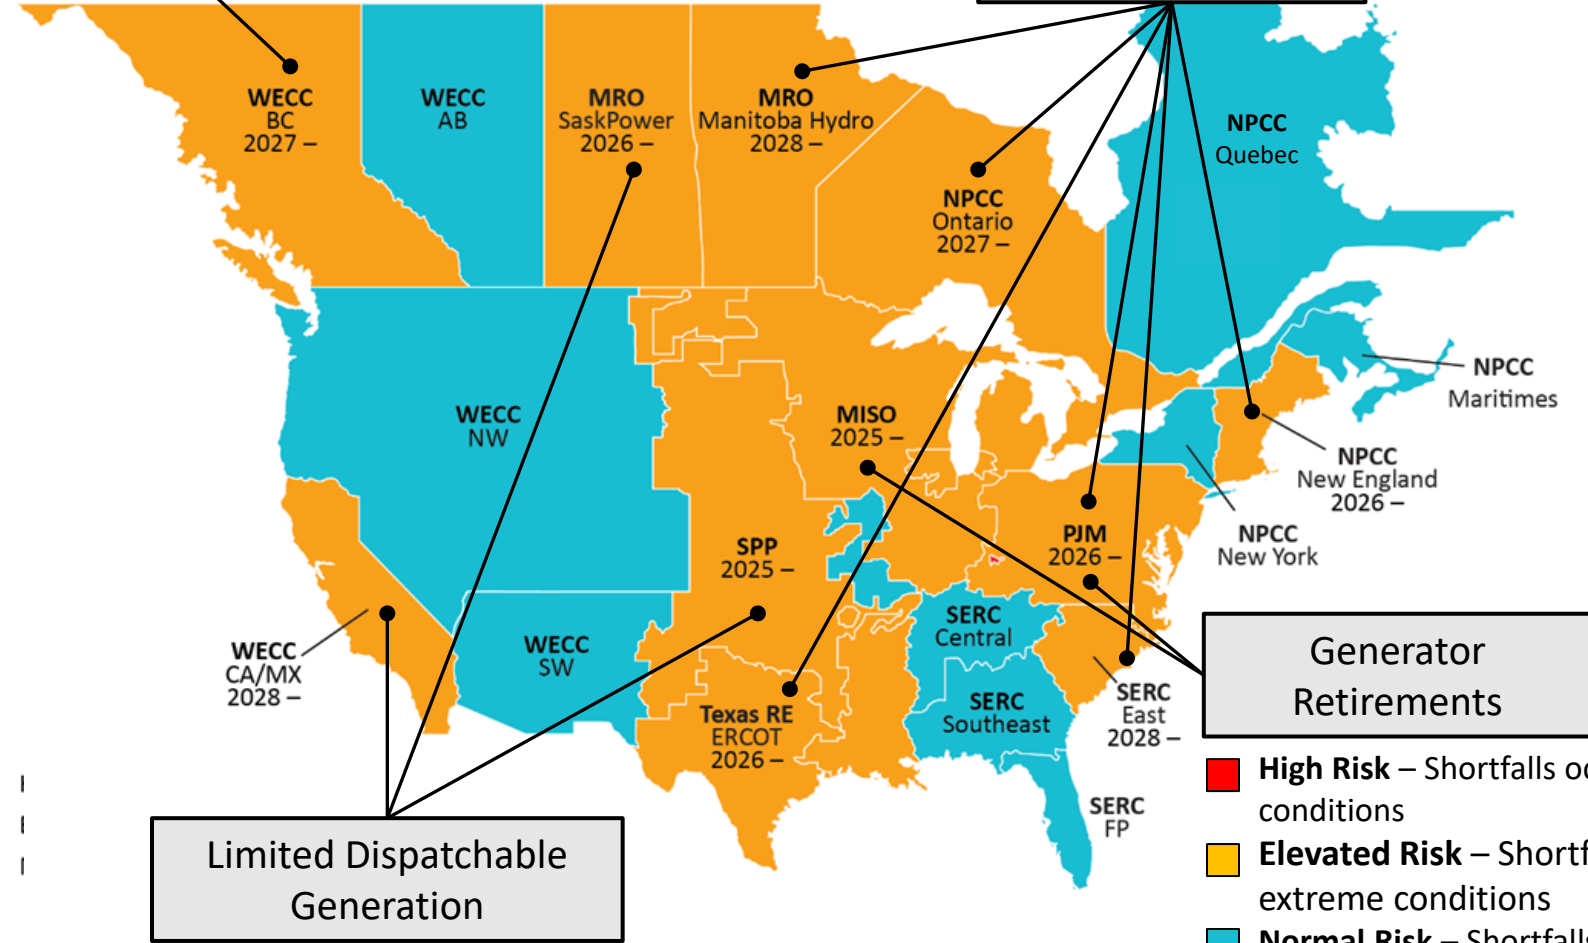 WECC
BC
2027 –
WECC
AB
MRO
SaskPower
2026 –
MRO
Manitoba Hydro
2028 –
NPCC
Ontario
2027 –
NPCC
Quebec
NPCC
Maritimes
WECC
NW
MISO
2025 –
NPCC
New England
2026 –
NPCC
New York
PJM
2026 –
SPP
2025 –
WECC
CA/MX
2028 –
WECC
SW
SERC
Central
SERC
Southeast
SERC
East
2028 –
Texas RE
ERCOT
2026 –
SERC
FP
Generator
Retirements
Limited Dispatchable
Generation
High Risk – Shortfalls
conditions
Elevated Risk –
extreme conditions
Normal Risk – Shortfalls